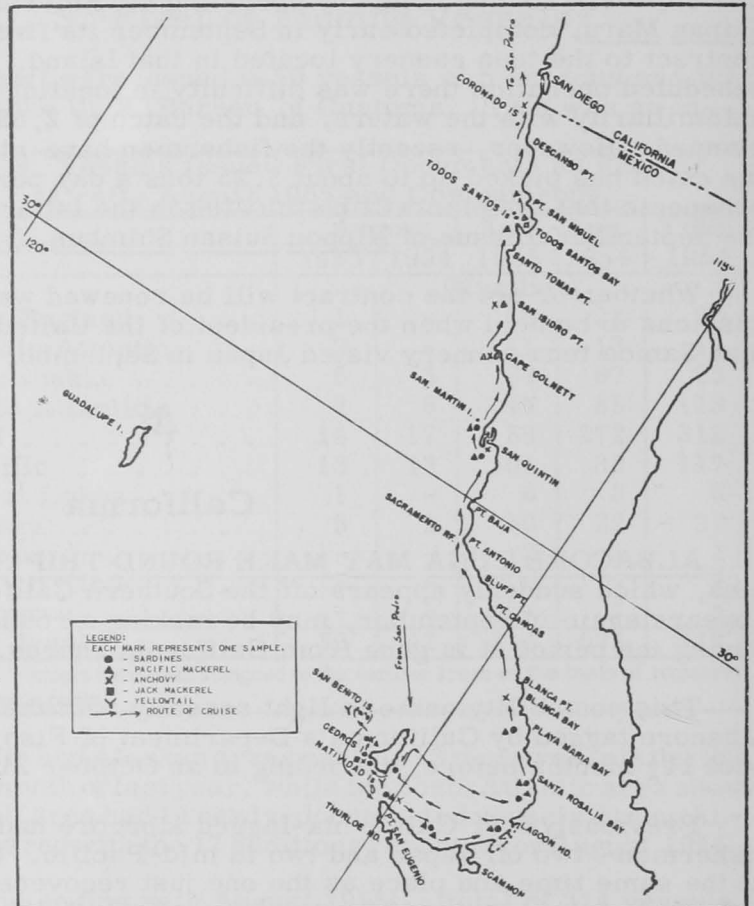 To San Pedro
CORONADO IS.
SAN DIEGO
CALIFORNIA
MEXICO
DESCANSO PT.
TODOS SANTOS I.
PT. SAN MIGUEL
TODOS SANTOS BAY
SANTO TOMAS PT.
30°
120°
115°
SAN ISIDRO PT.
CAPE COLNETT
GUADALUPE I.
SAN MARTIN I.
SAN QUINTIN
PT. BAJA
SACRAMENTO RF.
PT. ANTONIO
BLUFF PT.
PT. CANOAS
30°
LEGEND:
EACH MARK REPRESENTS ONE SAMPLE.
- SARDINES
- PACIFIC MACKEREL
- ANCHOVY
- JACK MACKEREL
- YELLOWTAIL
- ROUTE OF CRUISE
From San Pedro
SAN BENITO IS.
CEDROS I.
NATIVIDAD I.
BLANCA PT.
BLANCA BAY
PLAYA MARIA BAY
SANTA ROSALIA BAY
LAGOON HD.
THURLOE HD.
PT. SAN EUGENIO
SCAMMON